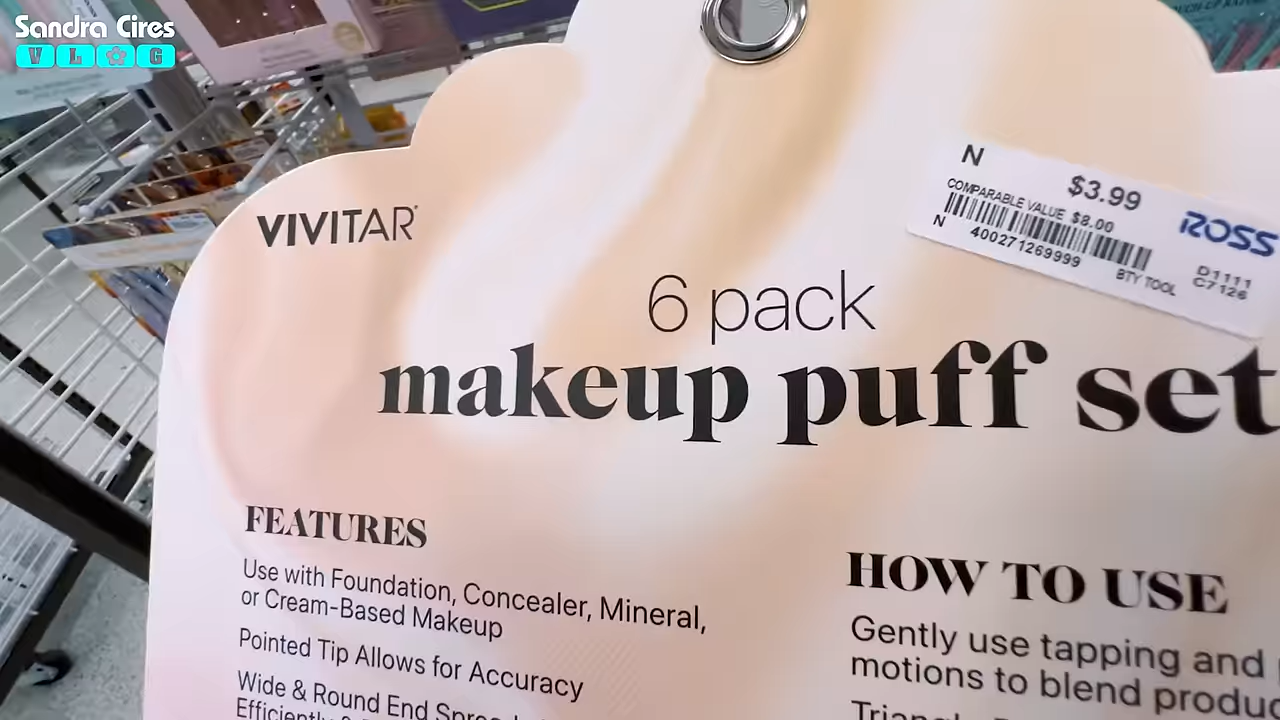 Sandra Cires
VLOG
VIVITAR
N
$3.99
COMPARABLE VALUE $8.00
ROSS
N 400271269999
BTY TOOL
D1111
C7126
6 pack
makeup puff set
FEATURES
Use with Foundation, Concealer, Mineral,
or Cream-Based Makeup
Pointed Tip Allows for Accuracy
Wide & Round End
Efficiently
HOW TO USE
Gently use tapping and
motions to blend